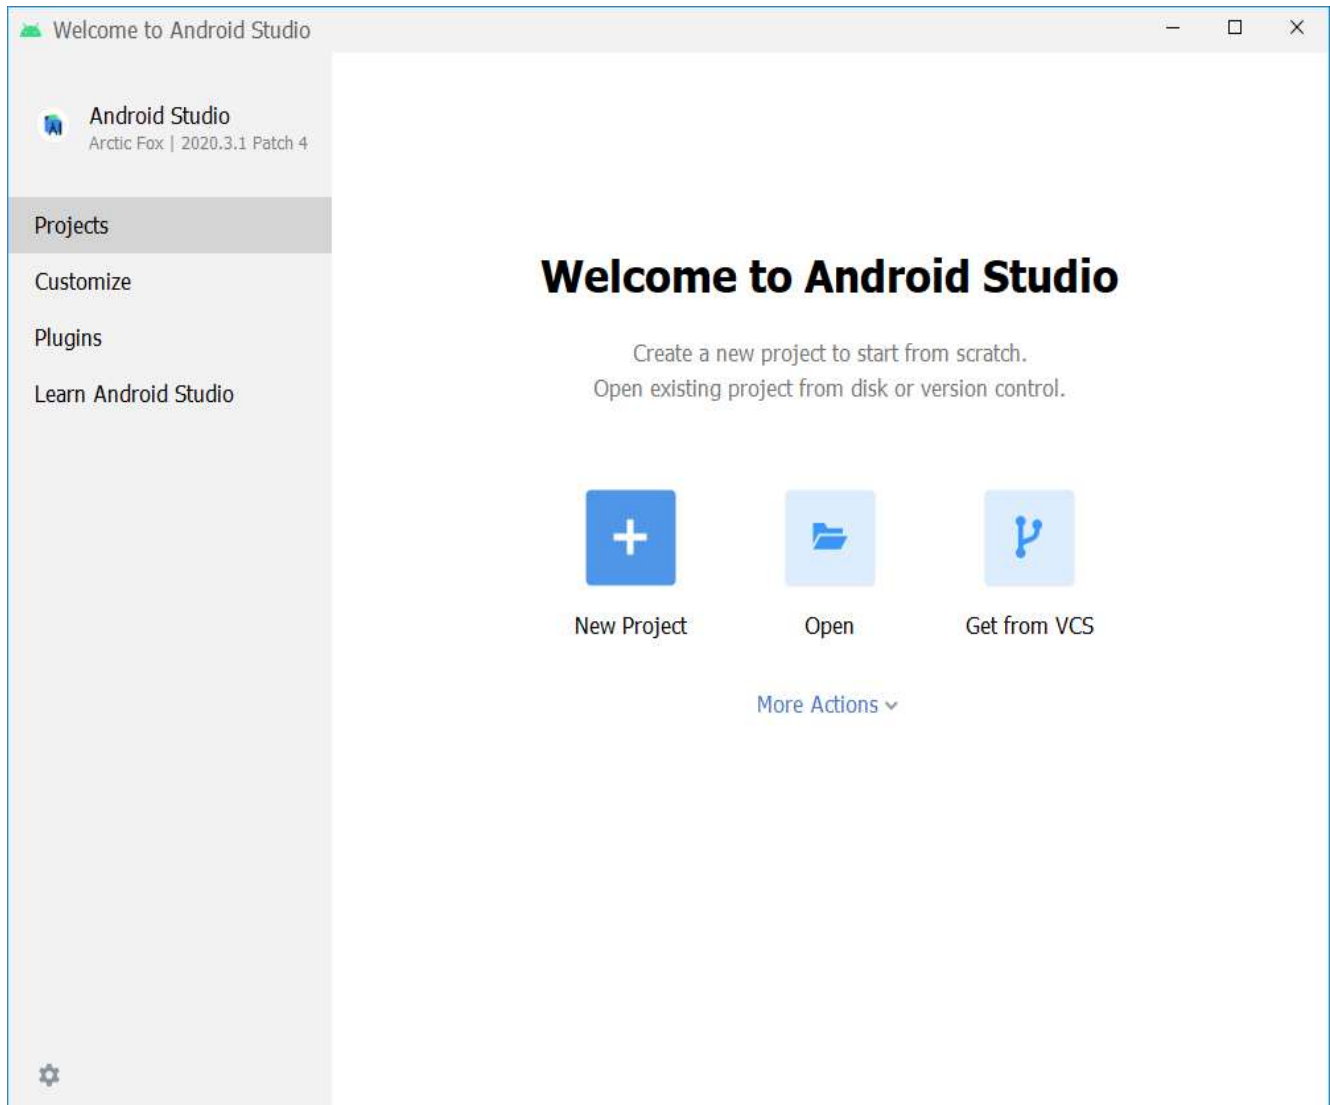 Welcome to Android Studio
Android Studio
Arctic Fox | 2020.3.1 Patch 4
Projects
Customize
Plugins
Learn Android Studio
Welcome to Android Studio
Create a new project to start from scratch.
Open existing project from disk or version control.
New Project
Open
Get from VCS
More Actions